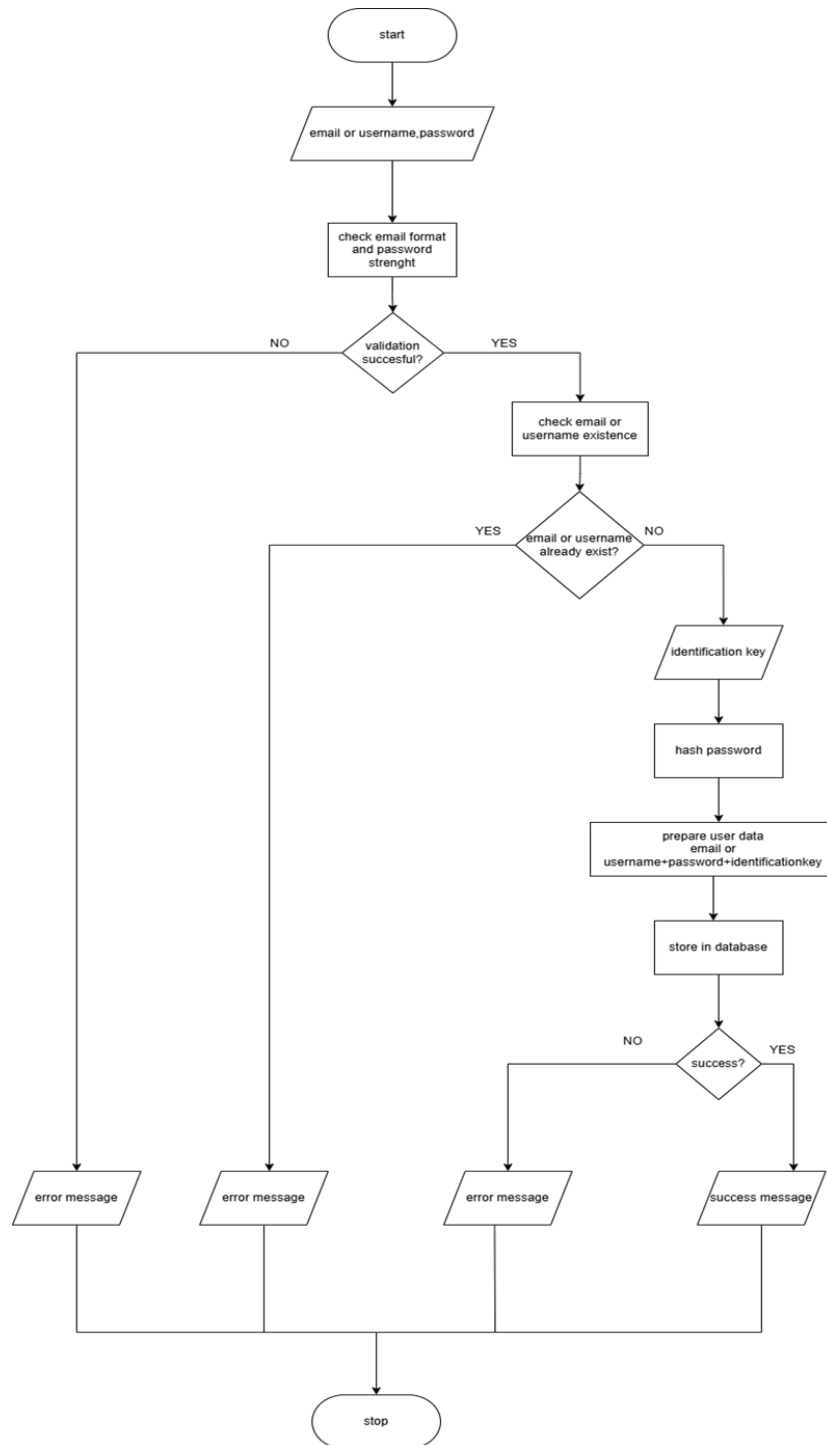 start
email or username,password
check email format
and password
strenght
NO
validation
succesful?
YES
check email or
username existence
YES
email or username
already exist?
NO
identification key
hash password
prepare user data
email or
username+password+identificationkey
store in database
NO
success?
YES
error message
error message
error message
success message
stop